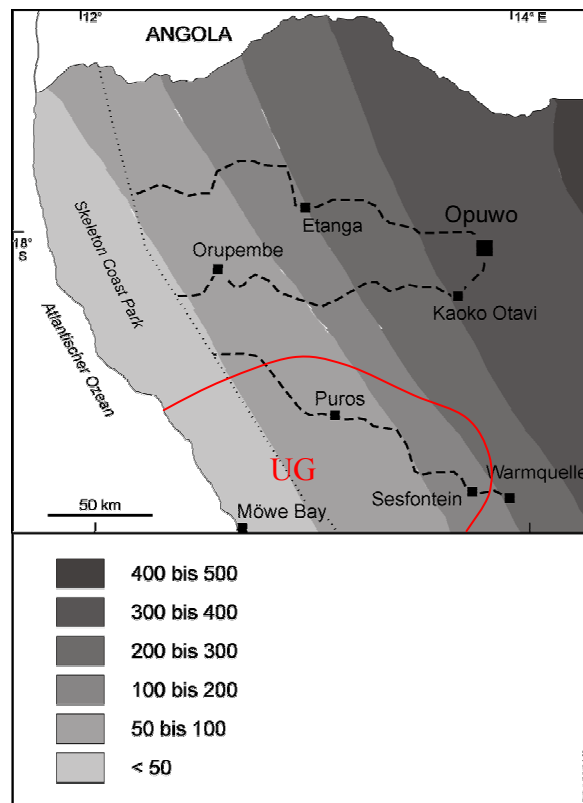 12°
14° E
ANGOLA
Skeleton Coast Park
Etanga
Opuwo
18°
S
Orupembe
Kaoko Otavi
Atlantischer Ozean
Puros
UG
Warmquelle
Sesfontein
50 km
Möwe Bay
400 bis 500
300 bis 400
200 bis 300
100 bis 200
50 bis 100
< 50